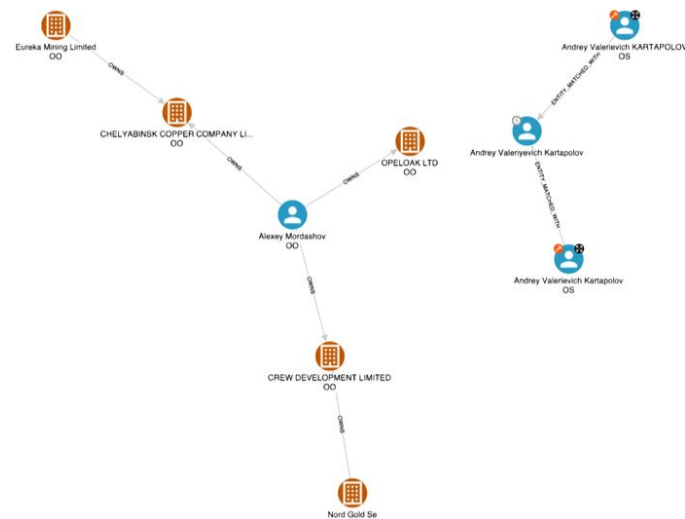 Eureka Mining Limited
OO
OWNS
CHELYABINSK COPPER COMPANY LI...
OO
OWNS
OPELOAK LTD
OO
OWNS
Alexey Mordashov
OO
OWNS
CREW DEVELOPMENT LIMITED
OO
OWNS
Nord Gold Se
Andrey Valerievich KARTAPOLOV
OS
ENTITY_MATCHED_WITH
Andrey Valeriyevich Kartapolov
ENTITY_MATCHED_WITH
Andrey Valerievich Kartapolov
OS